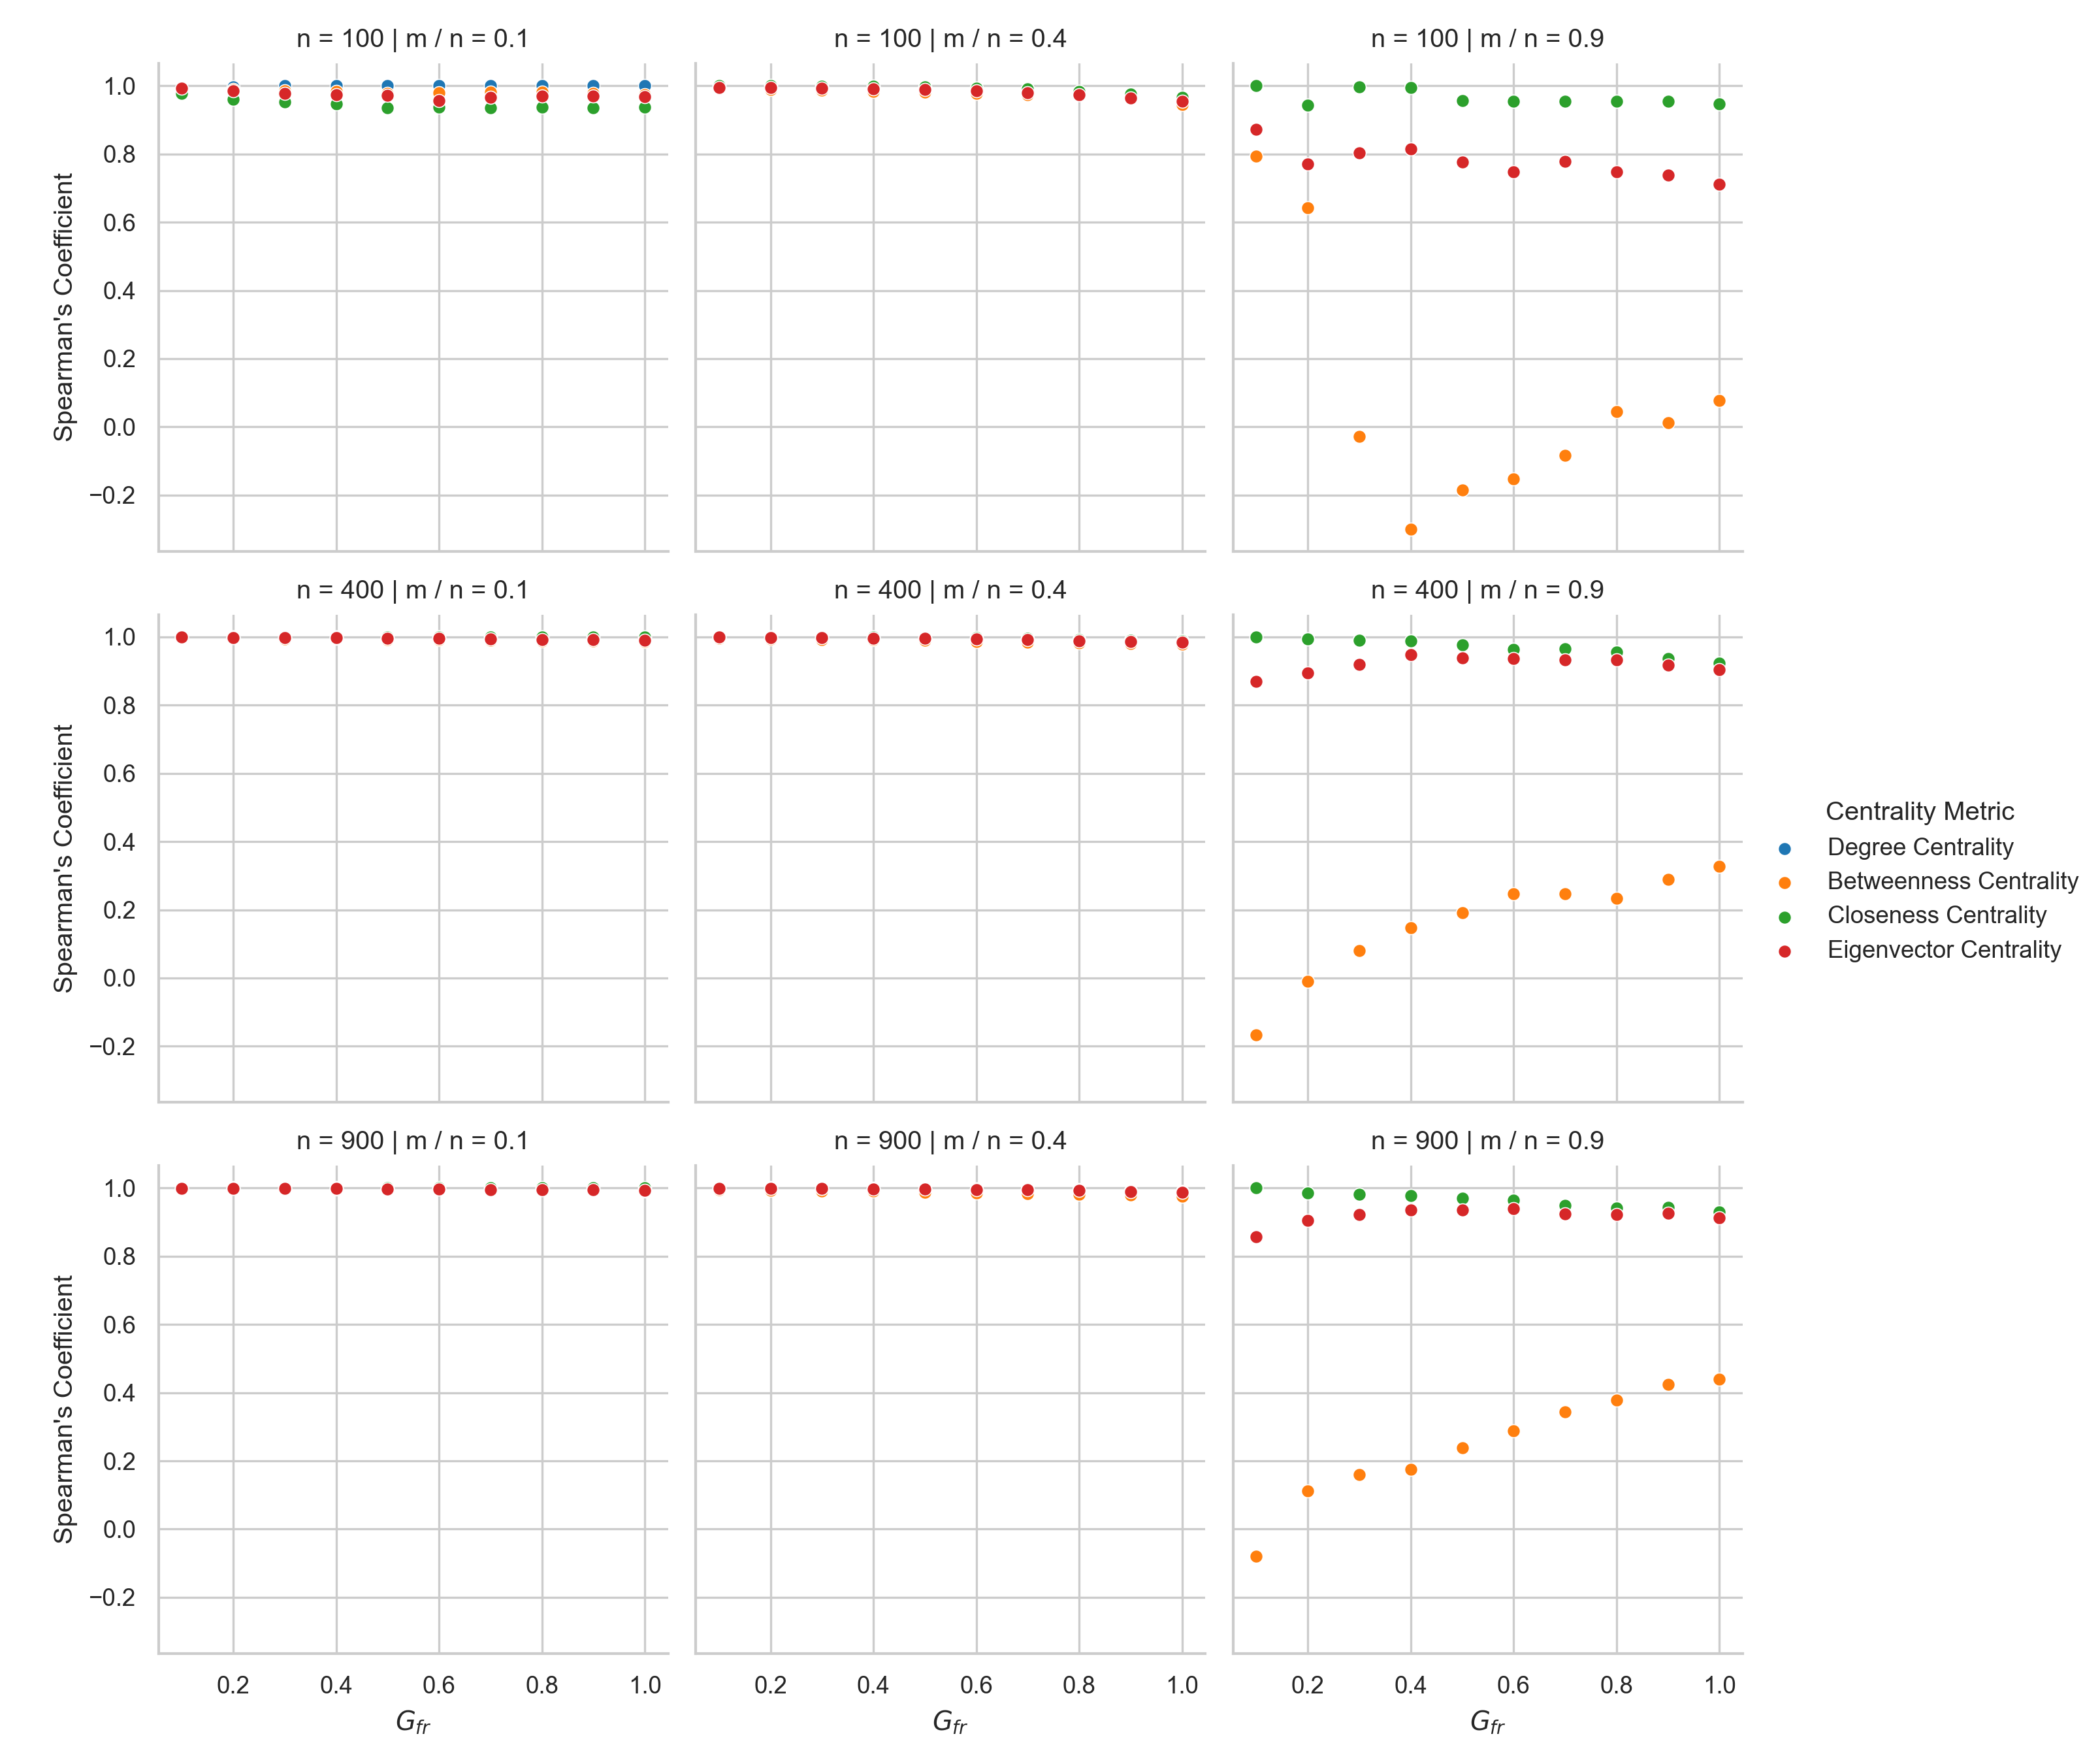 n = 100 | m / n = 0.1
n = 100 | m / n = 0.4
n = 100 | m / n = 0.9
1.0
0.8
0.6
0.4
0.2
0.0
−0.2
Spearman's Coefficient
n = 400 | m / n = 0.1
n = 400 | m / n = 0.4
n = 400 | m / n = 0.9
1.0
0.8
0.6
0.4
0.2
0.0
−0.2
Spearman's Coefficient
Centrality Metric
Degree Centrality
Betweenness Centrality
Closeness Centrality
Eigenvector Centrality
n = 900 | m / n = 0.1
n = 900 | m / n = 0.4
n = 900 | m / n = 0.9
1.0
0.8
0.6
0.4
0.2
0.0
−0.2
Spearman's Coefficient
0.2 0.4 0.6 0.8 1.0
0.2 0.4 0.6 0.8 1.0
0.2 0.4 0.6 0.8 1.0
G_fr
G_fr
G_fr